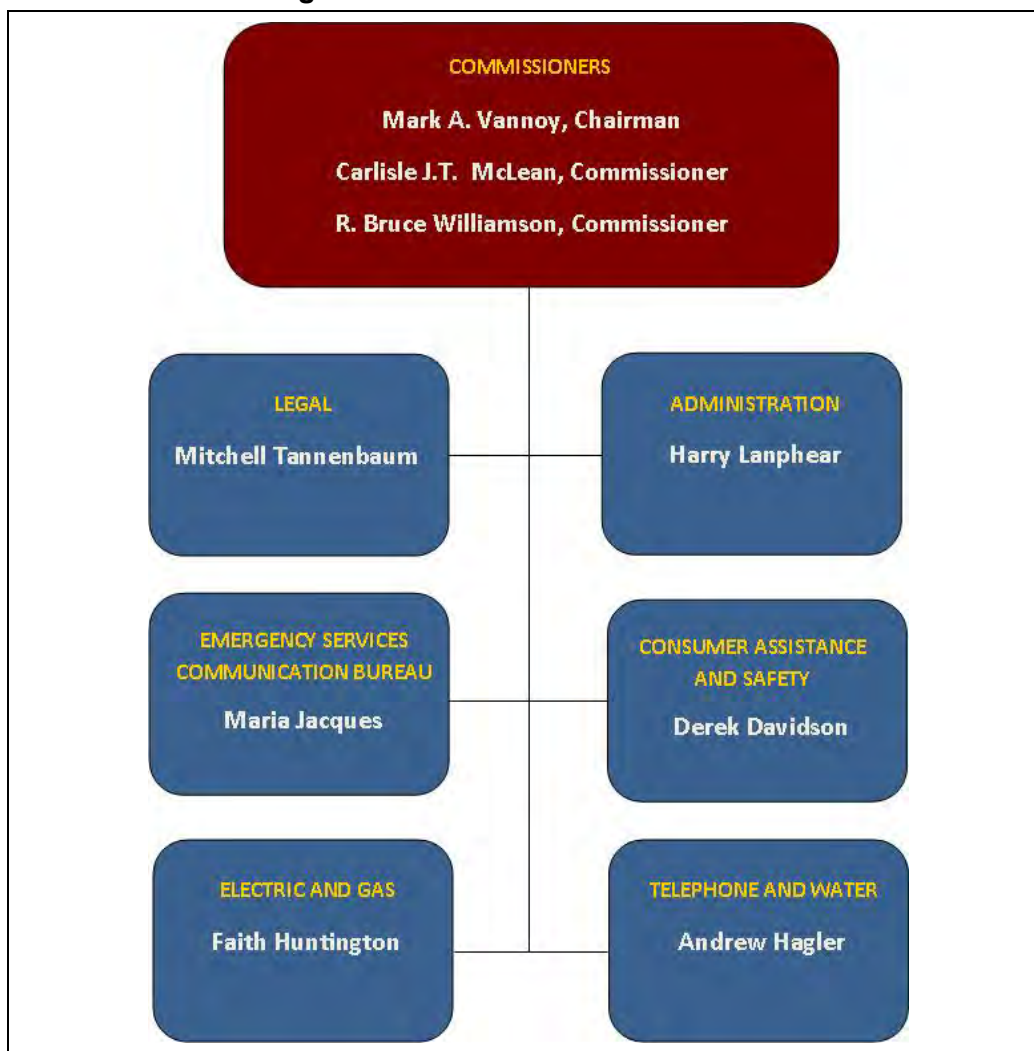 COMMISSIONERS
Mark A. Vannoy, Chairman
Carlisle J.T. McLean, Commissioner
R. Bruce Williamson, Commissioner
LEGAL
Mitchell Tannenbaum
ADMINISTRATION
Harry Lanphear
EMERGENCY SERVICES
COMMUNICATION BUREAU
Maria Jacques
CONSUMER ASSISTANCE
AND SAFETY
Derek Davidson
ELECTRIC AND GAS
Faith Huntington
TELEPHONE AND WATER
Andrew Hagler